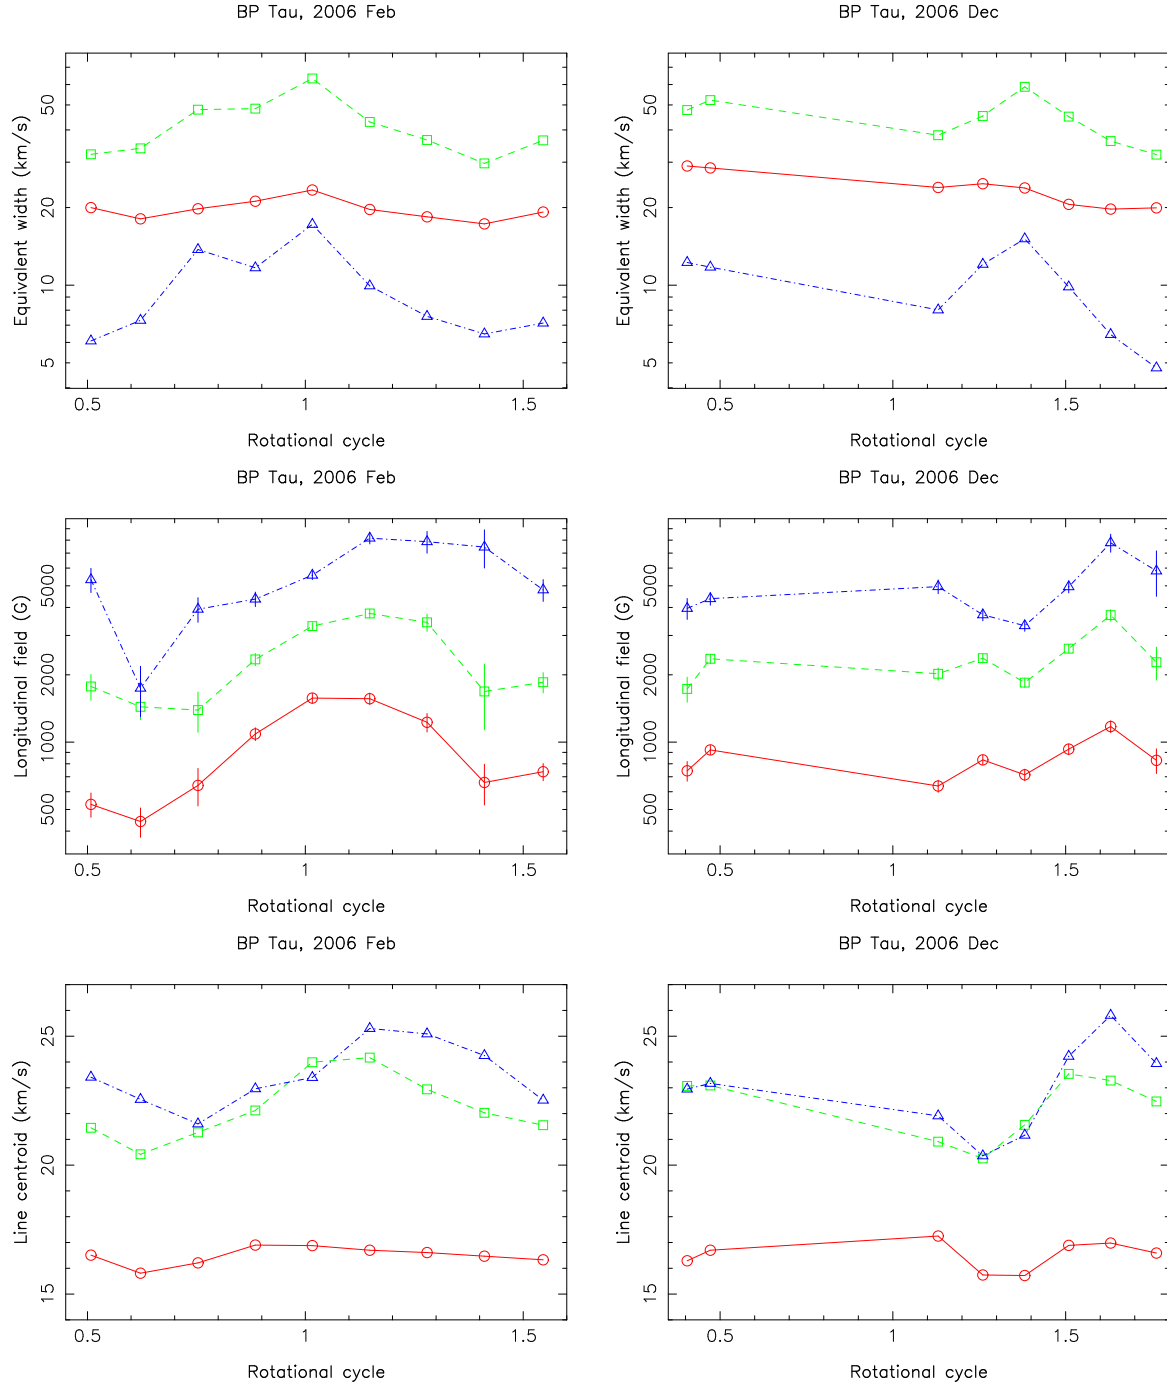 BP Tau, 2006 Feb
BP Tau, 2006 Dec
Equivalent width (km/s)
50
20
10
5
0.5
1
1.5
Rotational cycle
Equivalent width (km/s)
50
20
10
5
0.5
1
1.5
Rotational cycle
BP Tau, 2006 Feb
BP Tau, 2006 Dec
Longitudinal field (G)
5000
2000
1000
500
0.5
1
1.5
Rotational cycle
Longitudinal field (G)
5000
2000
1000
500
0.5
1
1.5
Rotational cycle
BP Tau, 2006 Feb
BP Tau, 2006 Dec
Line centroid (km/s)
25
20
15
0.5
1
1.5
Rotational cycle
Line centroid (km/s)
25
20
15
0.5
1
1.5
Rotational cycle